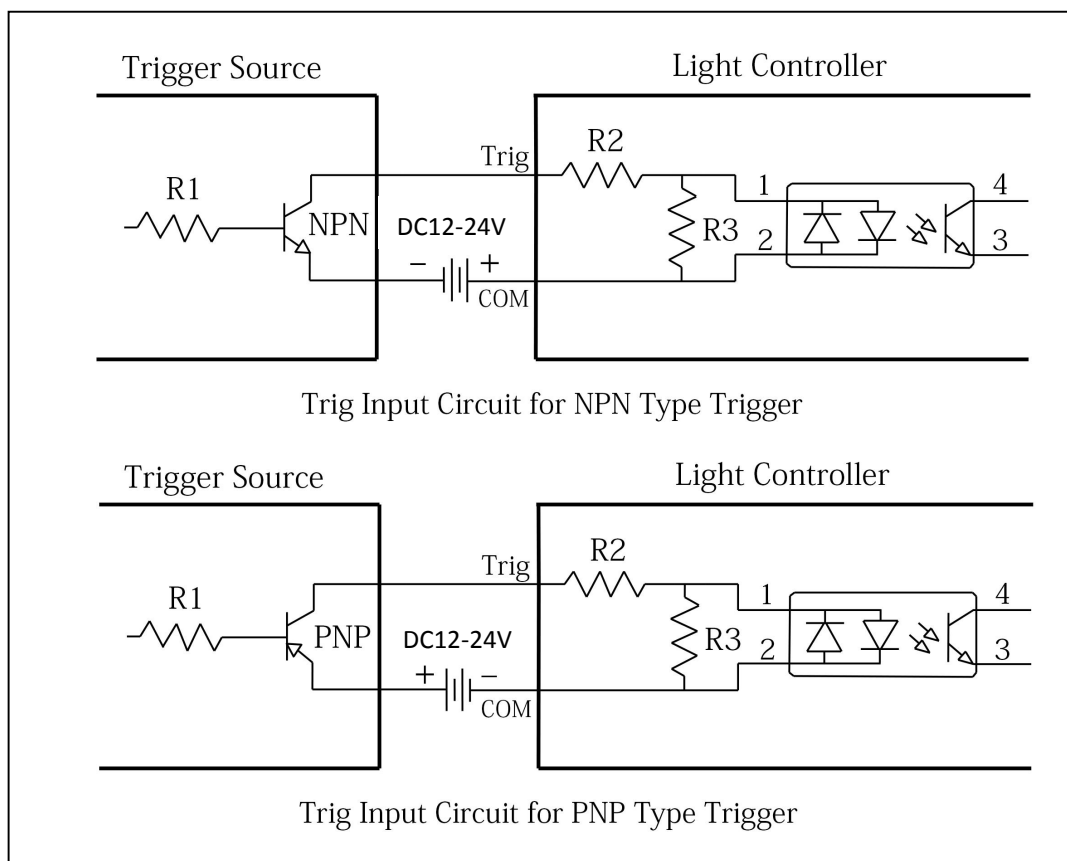 Trigger Source
Light Controller
R1
NPN
Trig
DC12-24V
− +
COM
R2
R3
1
2
4
3
Trig Input Circuit for NPN Type Trigger
Trigger Source
Light Controller
R1
PNP
Trig
DC12-24V
+ −
COM
R2
R3
1
2
4
3
Trig Input Circuit for PNP Type Trigger